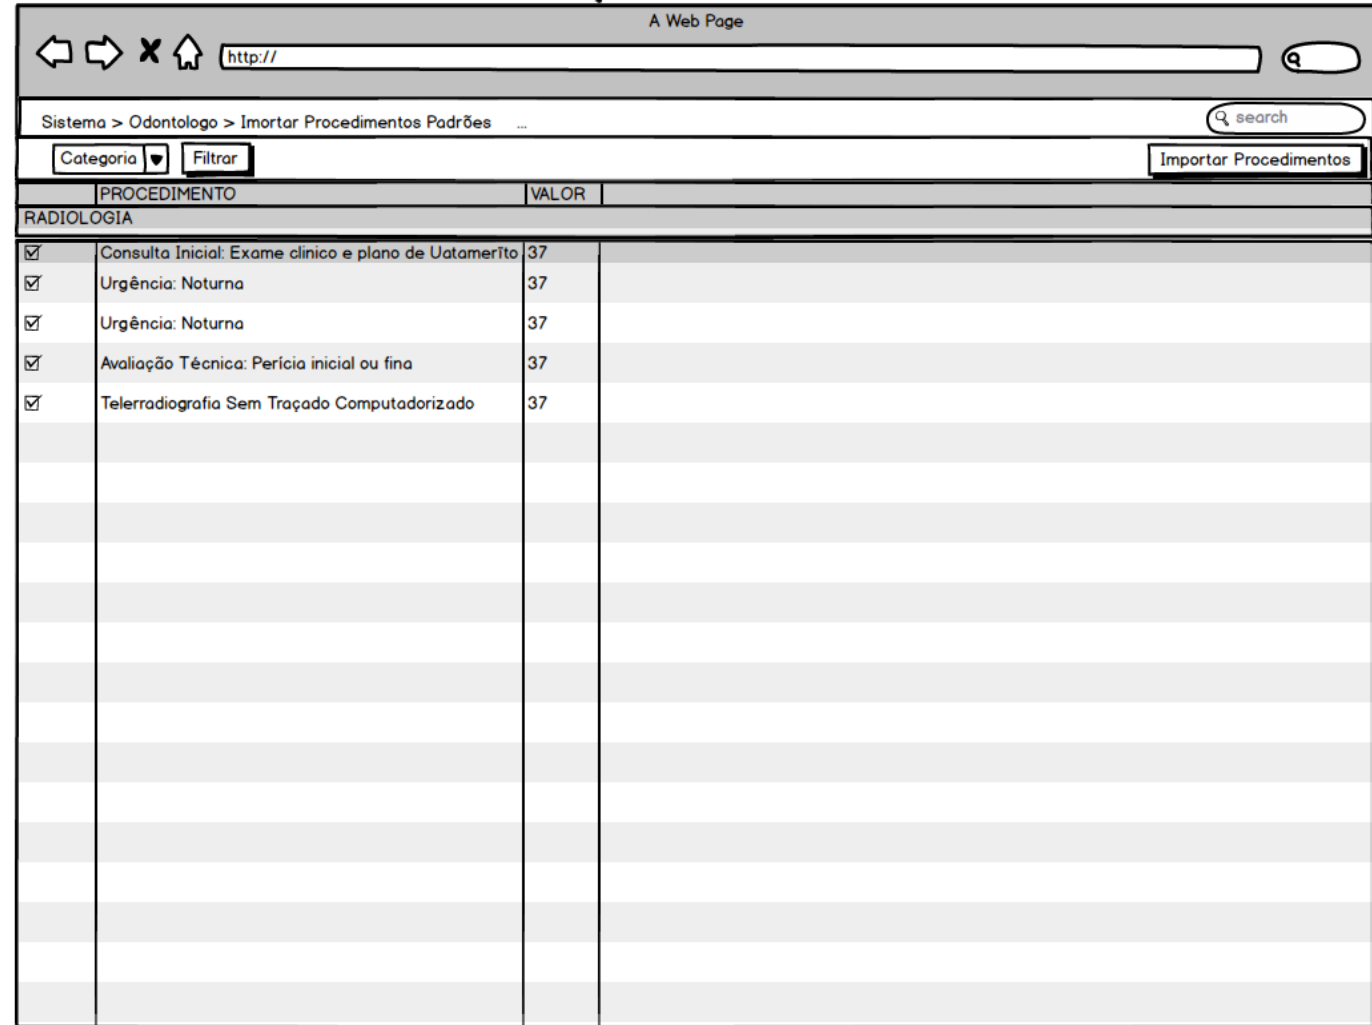 A Web Page
http://
Sistema > Odontologo > Imortar Procedimentos Padrões ...
search
Categoria Filtrar Importar Procedimentos
PROCEDIMENTO VALOR
RADIOLOGIA
Consulta Inicial: Exame clinico e plano de Uatamerīto 37
Urgência: Noturna 37
Urgência: Noturna 37
Avaliação Técnica: Perícia inicial ou fina 37
Telerradiografia Sem Traçado Computadorizado 37